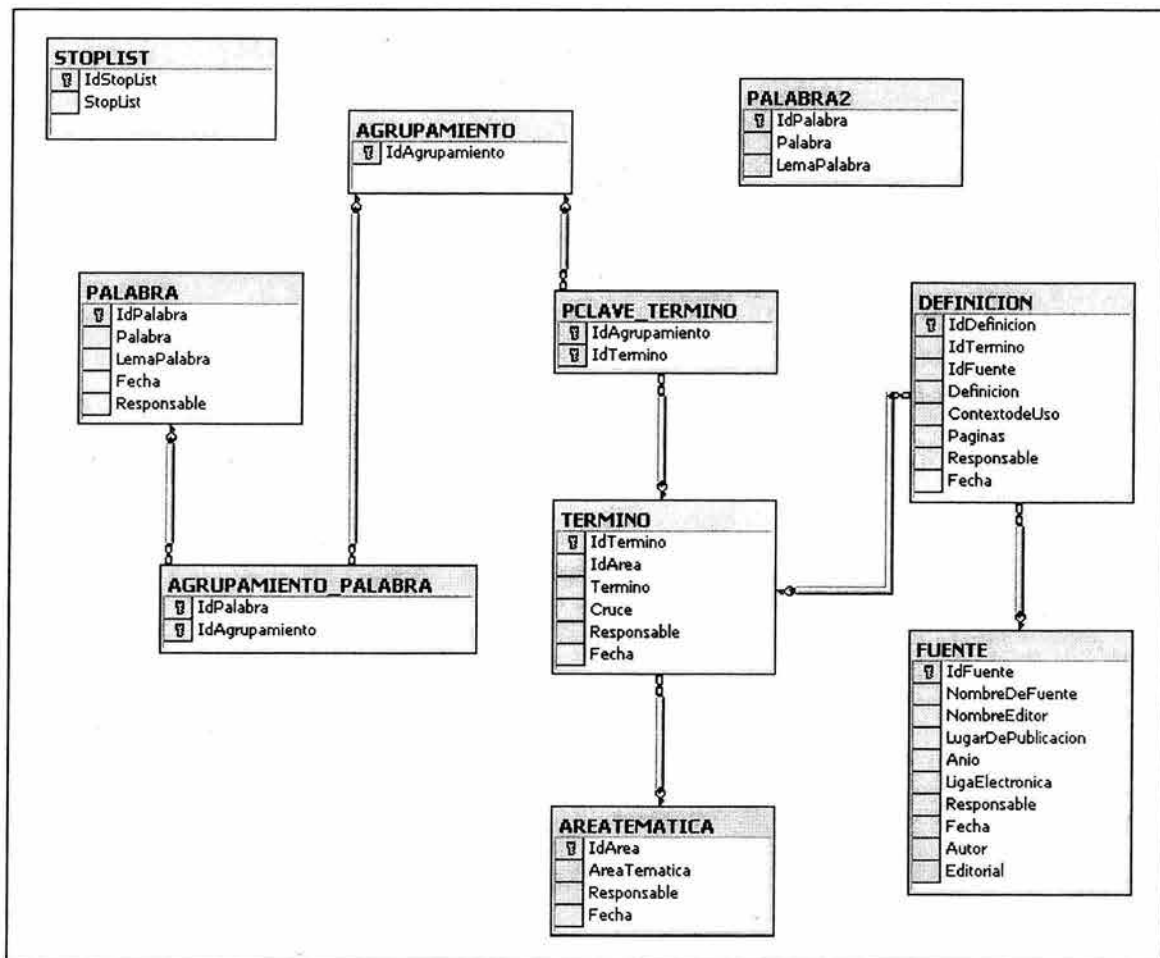 STOPLIST
IdStopList
StopList
PALABRA2
IdPalabra
Palabra
LemaPalabra
AGRUPAMIENTO
IdAgrupamiento
PALABRA
IdPalabra
Palabra
LemaPalabra
Fecha
Responsable
PCLAVE_TERMINO
IdAgrupamiento
IdTermino
DEFINICION
IdDefinicion
IdTermino
IdFuente
Definicion
ContextodeUso
Paginas
Responsable
Fecha
AGRUPAMIENTO_PALABRA
IdPalabra
IdAgrupamiento
TERMINO
IdTermino
IdArea
Termino
Cruce
Responsable
Fecha
FUENTE
IdFuente
NombreDeFuente
NombreEditor
LugarDePublicacion
Anio
LigaElectronica
Responsable
Fecha
Autor
Editorial
AREATEMATICA
IdArea
AreaTematica
Responsable
Fecha